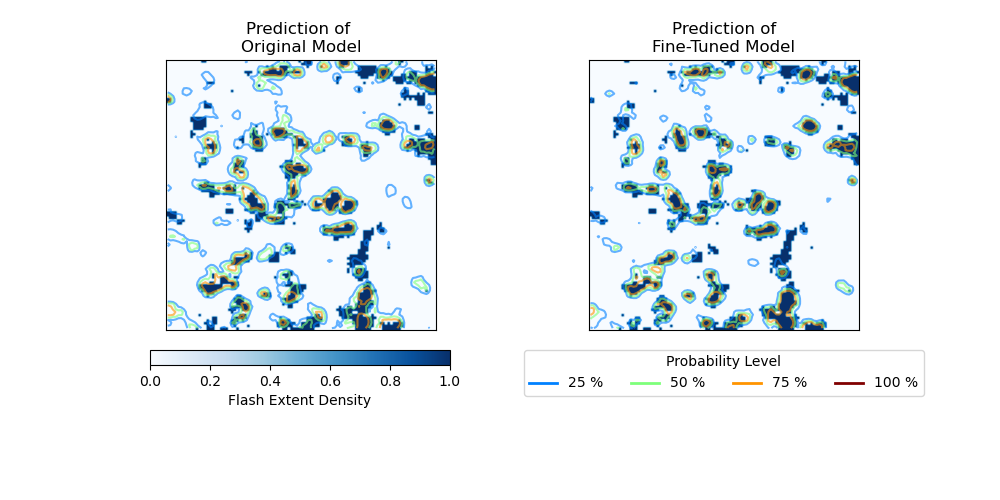 Prediction of
Original Model
Prediction of
Fine-Tuned Model
0.0 0.2 0.4 0.6 0.8 1.0
Flash Extent Density
Probability Level
25 % 50 % 75 % 100 %